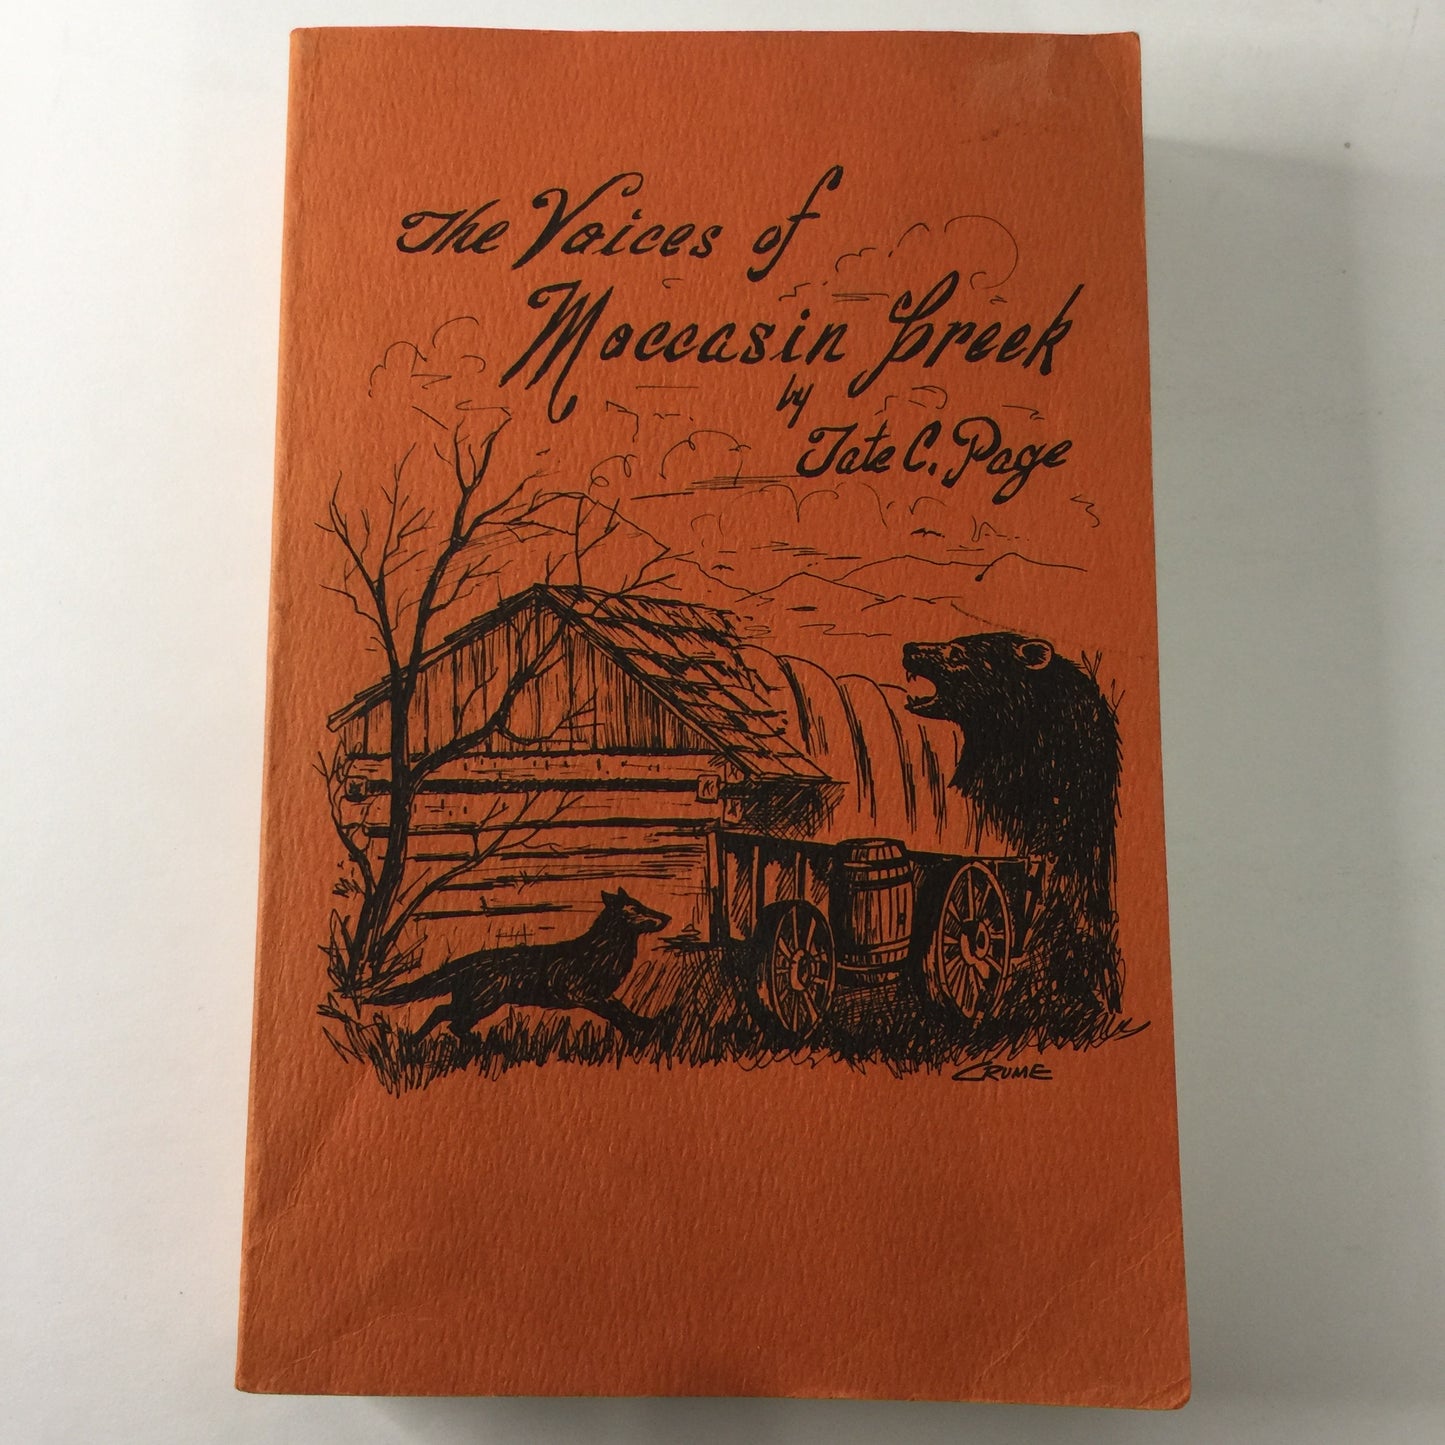 The Voices of
Moccasin Creek
by
Tate C. Page
CRUME